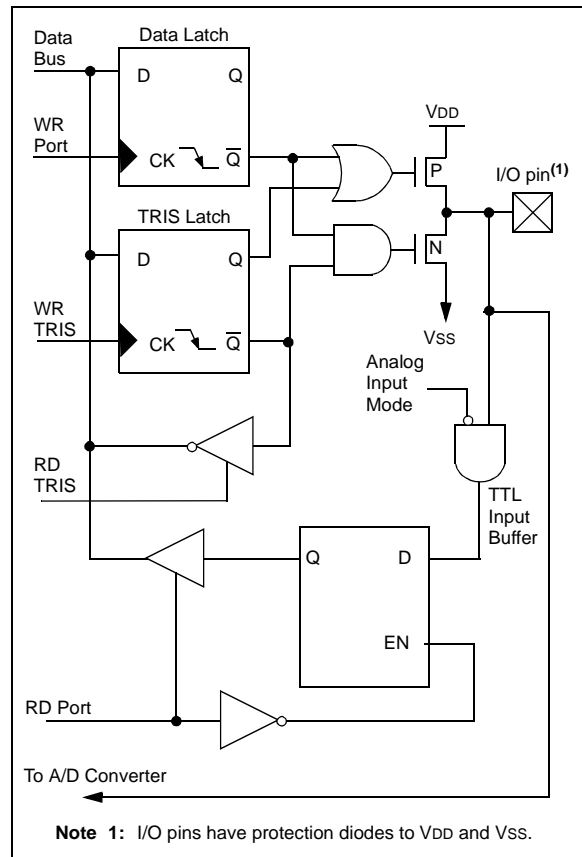 Data Latch
Data
Bus
D
Q
VDD
WR
Port
CK
Q
P
I/O pin(1)
TRIS Latch
D
Q
N
WR
TRIS
CK
Q
VSS
Analog
Input
Mode
RD
TRIS
TTL
Input
Buffer
Q
D
EN
RD Port
To A/D Converter
Note 1: I/O pins have protection diodes to VDD and VSS.